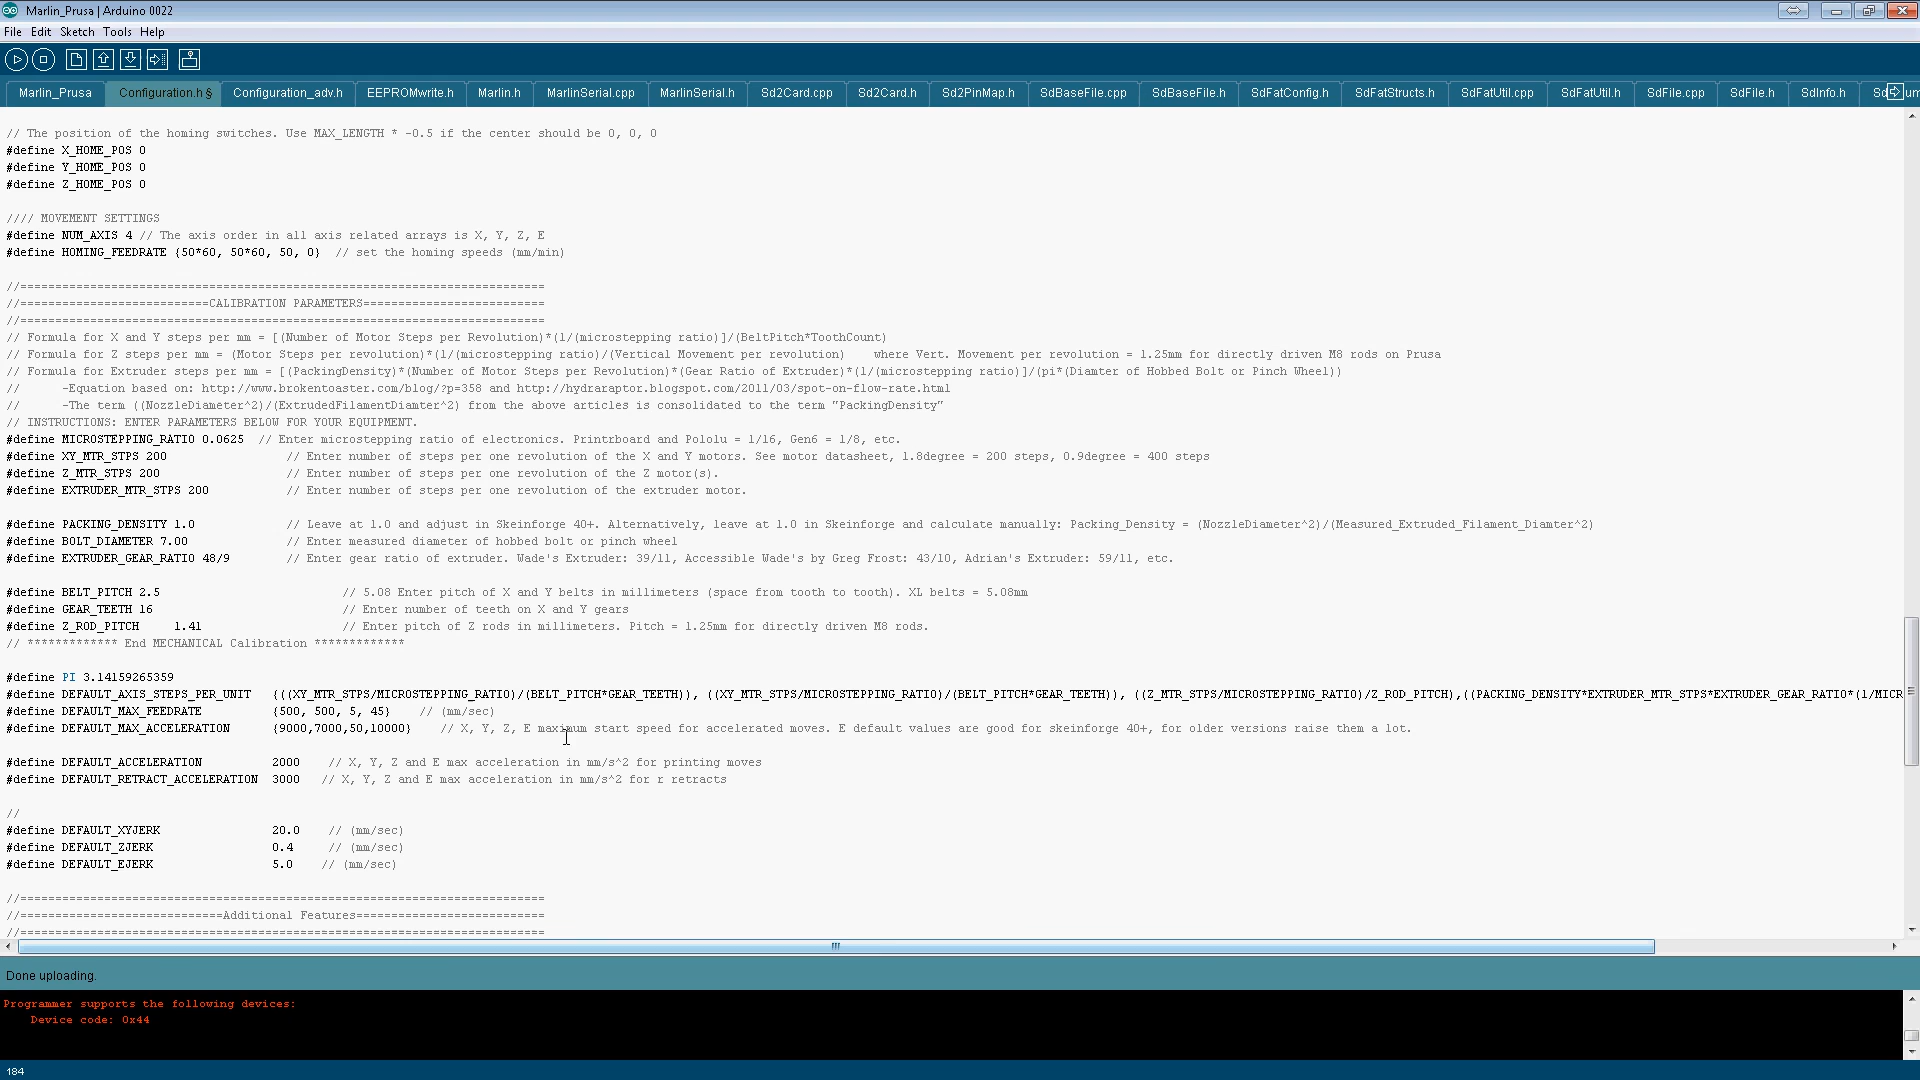 Marlin_Prusa | Arduino 0022
File Edit Sketch Tools Help
Marlin_Prusa Configuration.h § Configuration_adv.h EEPROMwrite.h Marlin.h MarlinSerial.cpp MarlinSerial.h Sd2Card.cpp Sd2Card.h Sd2PinMap.h SdBaseFile.cpp SdBaseFile.h SdFatConfig.h SdFatStructs.h SdFatUtil.cpp SdFatUtil.h SdFile.cpp SdFile.h SdInfo.h
// The position of the homing switches. Use MAX_LENGTH * -0.5 if the center should be 0, 0, 0
#define X_HOME_POS 0
#define Y_HOME_POS 0
#define Z_HOME_POS 0
//// MOVEMENT SETTINGS
#define NUM_AXIS 4 // The axis order in all axis related arrays is X, Y, Z, E
#define HOMING_FEEDRATE {50*60, 50*60, 50, 0}  // set the homing speeds (mm/min)
//===========================================================================
//===========================CALIBRATION PARAMETERS==========================
//===========================================================================
// Formula for X and Y steps per mm = [(Number of Motor Steps per Revolution)*(1/(microstepping ratio)]/(BeltPitch*ToothCount)
// Formula for Z steps per mm = (Motor Steps per revolution)*(1/(microstepping ratio)/(Vertical Movement per revolution)    where Vert. Movement per revolution = 1.25mm for directly driven M8 rods on Prusa
// Formula for Extruder steps per mm = [(PackingDensity)*(Number of Motor Steps per Revolution)*(Gear Ratio of Extruder)*(1/(microstepping ratio)]/(pi*(Diamter of Hobbed Bolt or Pinch Wheel))
//      -Equation based on: http://www.brokentoaster.com/blog/?p=358 and http://hydraraptor.blogspot.com/2011/03/spot-on-flow-rate.html
//      -The term ((NozzleDiameter^2)/(ExtrudedFilamentDiamter^2) from the above articles is consolidated to the term "PackingDensity"
// INSTRUCTIONS: ENTER PARAMETERS BELOW FOR YOUR EQUIPMENT.
#define MICROSTEPPING_RATIO 0.0625  // Enter microstepping ratio of electronics. Printrboard and Pololu = 1/16, Gen6 = 1/8, etc.
#define XY_MTR_STPS 200                 // Enter number of steps per one revolution of the X and Y motors. See motor datasheet, 1.8degree = 200 steps, 0.9degree = 400 steps
#define Z_MTR_STPS 200                  // Enter number of steps per one revolution of the Z motor(s).
#define EXTRUDER_MTR_STPS 200           // Enter number of steps per one revolution of the extruder motor.
#define PACKING_DENSITY 1.0             // Leave at 1.0 and adjust in Skeinforge 40+. Alternatively, leave at 1.0 in Skeinforge and calculate manually: Packing_Density = (NozzleDiameter^2)/(Measured_Extruded_Filament_Diamter^2)
#define BOLT_DIAMETER 7.00              // Enter measured diameter of hobbed bolt or pinch wheel
#define EXTRUDER_GEAR_RATIO 48/9        // Enter gear ratio of extruder. Wade's Extruder: 39/11, Accessible Wade's by Greg Frost: 43/10, Adrian's Extruder: 59/11, etc.
#define BELT_PITCH 2.5                          // 5.08 Enter pitch of X and Y belts in millimeters (space from tooth to tooth). XL belts = 5.08mm
#define GEAR_TEETH 16                           // Enter number of teeth on X and Y gears
#define Z_ROD_PITCH     1.41                    // Enter pitch of Z rods in millimeters. Pitch = 1.25mm for directly driven M8 rods.
// ************* End MECHANICAL Calibration *************
#define PI 3.14159265359
#define DEFAULT_AXIS_STEPS_PER_UNIT   {((XY_MTR_STPS/MICROSTEPPING_RATIO)/(BELT_PITCH*GEAR_TEETH)), ((XY_MTR_STPS/MICROSTEPPING_RATIO)/(BELT_PITCH*GEAR_TEETH)), ((Z_MTR_STPS/MICROSTEPPING_RATIO)/Z_ROD_PITCH),((PACKING_DENSITY*EXTRUDER_MTR_STPS*EXTRUDER_GEAR_RATIO*(1/MICR
#define DEFAULT_MAX_FEEDRATE          {500, 500, 5, 45}    // (mm/sec)
#define DEFAULT_MAX_ACCELERATION      {9000,7000,50,10000}    // X, Y, Z, E maximum start speed for accelerated moves. E default values are good for skeinforge 40+, for older versions raise them a lot.
#define DEFAULT_ACCELERATION          2000    // X, Y, Z and E max acceleration in mm/s^2 for printing moves
#define DEFAULT_RETRACT_ACCELERATION  3000   // X, Y, Z and E max acceleration in mm/s^2 for r retracts
//
#define DEFAULT_XYJERK                20.0    // (mm/sec)
#define DEFAULT_ZJERK                 0.4     // (mm/sec)
#define DEFAULT_EJERK                 5.0    // (mm/sec)
//===========================================================================
//=============================Additional Features===========================
//===========================================================================
Done uploading.
Programmer supports the following devices:
    Device code: 0x44
184